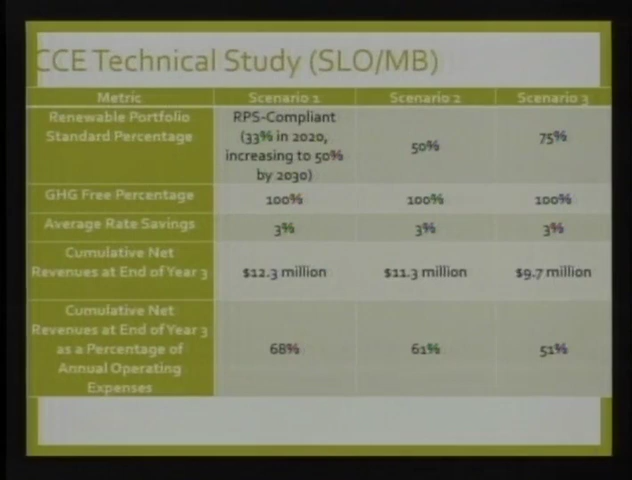 CCE Technical Study (SLO/MB)
Metric Scenario 1 Scenario 2 Scenario 3
Renewable Portfolio
Standard Percentage
RPS-Compliant
(33% in 2020,
increasing to 50%
by 2030)
50%
75%
GHG Free Percentage 100% 100% 100%
Average Rate Savings 3% 3% 3%
Cumulative Net
Revenues at End of Year 3
$12.3 million $11.3 million $9.7 million
Cumulative Net
Revenues at End of Year 3
as a Percentage of
Annual Operating
Expenses
68% 61% 51%